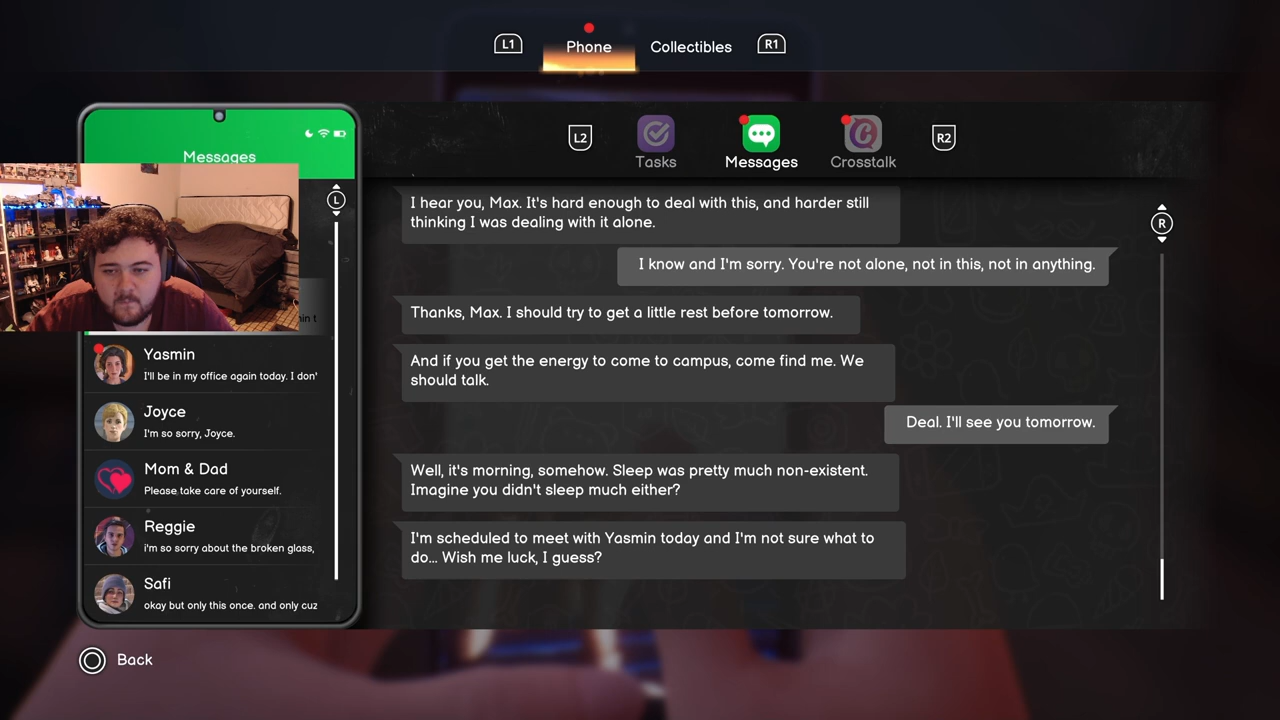 L1
Phone
Collectibles
R1
Messages
L2
Tasks
Messages
Crosstalk
R2
L
R
I hear you, Max. It's hard enough to deal with this, and harder still
thinking I was dealing with it alone.
I know and I'm sorry. You're not alone, not in this, not in anything.
Thanks, Max. I should try to get a little rest before tomorrow.
And if you get the energy to come to campus, come find me. We
should talk.
Deal. I'll see you tomorrow.
Well, it's morning, somehow. Sleep was pretty much non-existent.
Imagine you didn't sleep much either?
I'm scheduled to meet with Yasmin today and I'm not sure what to
do... Wish me luck, I guess?
Yasmin
I'll be in my office again today. I don'
Joyce
I'm so sorry, Joyce.
Mom & Dad
Please take care of yourself.
Reggie
i'm so sorry about the broken glass,
Safi
okay but only this once. and only cuz
Back